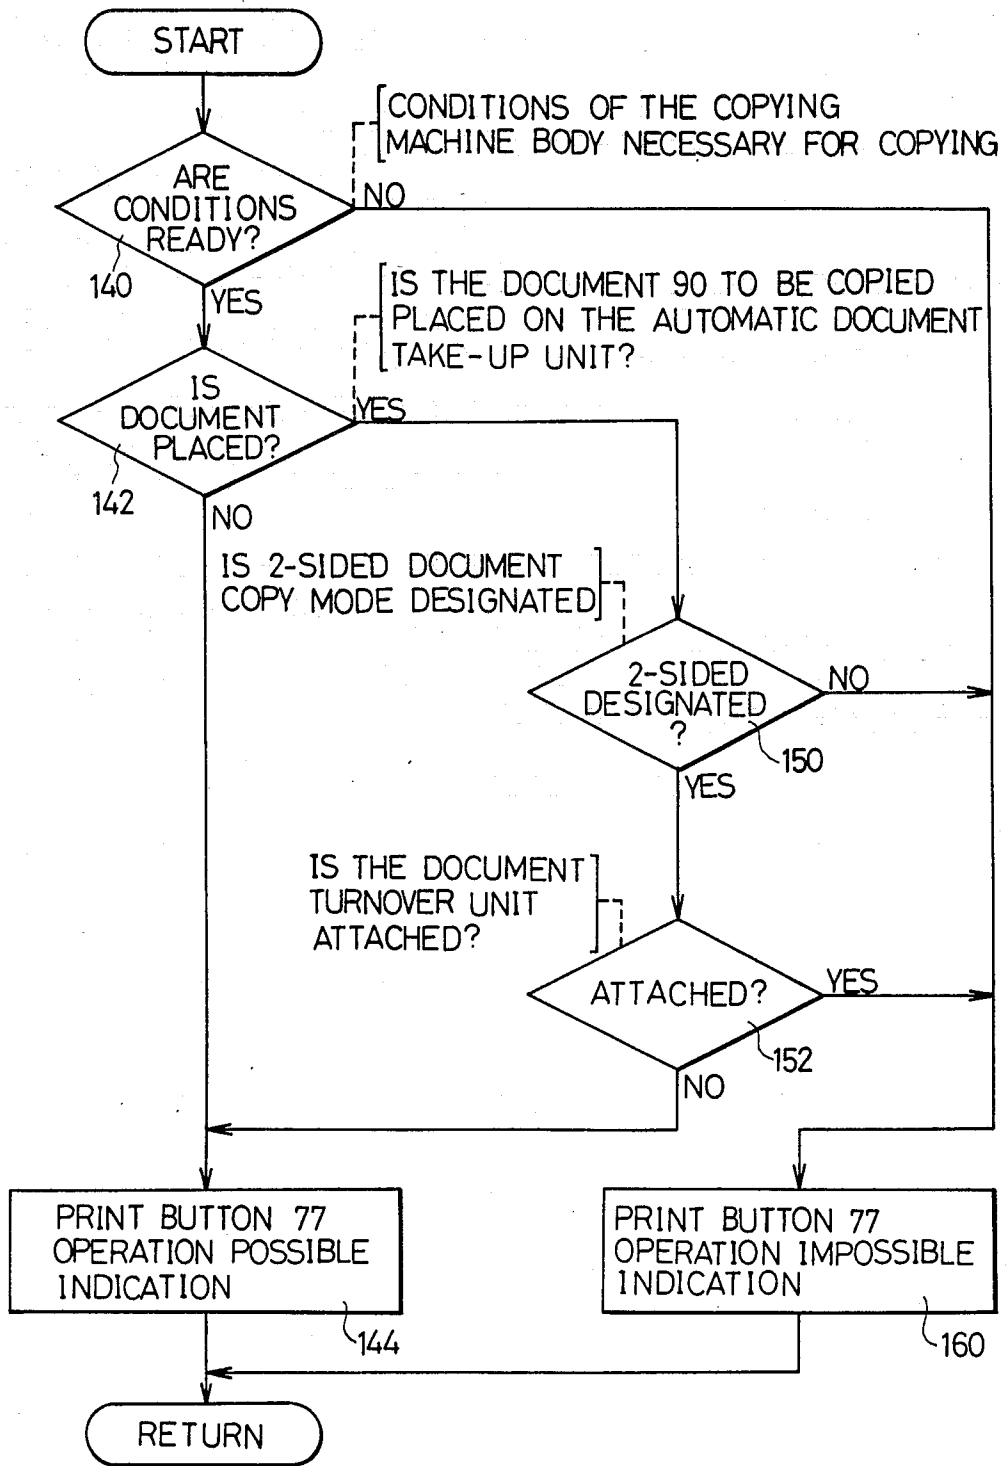 START
CONDITIONS OF THE COPYING
MACHINE BODY NECESSARY FOR COPYING
ARE
CONDITIONS
READY?
NO
140
YES
IS THE DOCUMENT 90 TO BE COPIED
PLACED ON THE AUTOMATIC DOCUMENT
TAKE-UP UNIT?
IS
DOCUMENT
PLACED?
YES
142
NO
IS 2-SIDED DOCUMENT
COPY MODE DESIGNATED
2-SIDED
DESIGNATED
?
NO
150
YES
IS THE DOCUMENT
TURNOVER UNIT
ATTACHED?
ATTACHED?
YES
152
NO
PRINT BUTTON 77
OPERATION POSSIBLE
INDICATION
144
PRINT BUTTON 77
OPERATION IMPOSSIBLE
INDICATION
160
RETURN